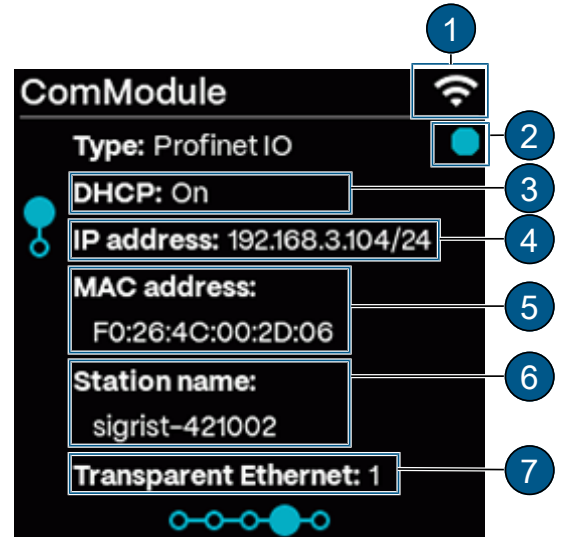 1
ComModule
Type: Profinet IO
2
DHCP: On
3
IP address: 192.168.3.104/24
4
MAC address:
F0:26:4C:00:2D:06
5
Station name:
sigrist-421002
6
Transparent Ethernet: 1
7